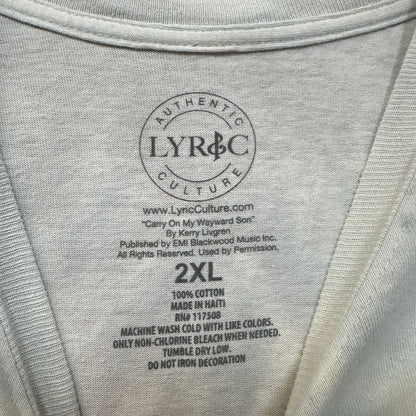 AUTHENTIC
LYRIC
CULTURE
www.LyricCulture.com
"Carry On My Wayward Son"
By Kerry Livgren
Published by EMI Blackwood Music Inc.
All Rights Reserved. Used by Permission.
2XL
100% COTTON
MADE IN HAITI
RN# 117508
MACHINE WASH COLD WITH LIKE COLORS.
ONLY NON-CHLORINE BLEACH WHEN NEEDED.
TUMBLE DRY LOW.
DO NOT IRON DECORATION